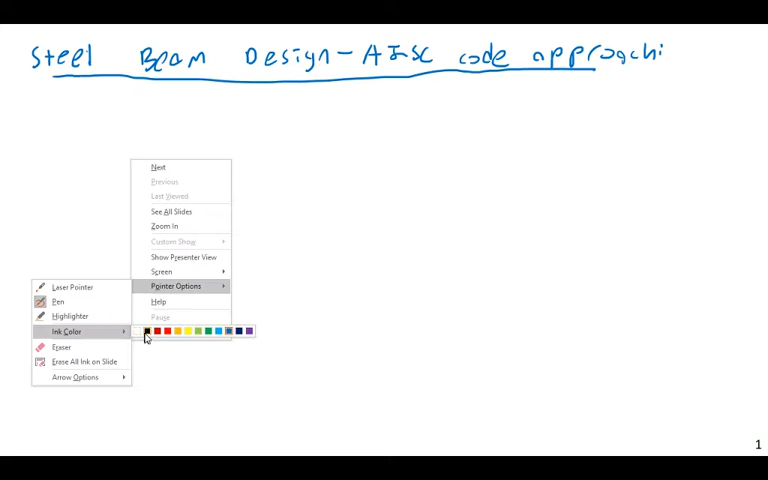 Steel Beam Design - AISC code approach:
Next
Previous
Last Viewed
See All Slides
Zoom In
Custom Show
Show Presenter View
Screen
Pointer Options
Help
Pause
Laser Pointer
Pen
Highlighter
Ink Color
Eraser
Erase All Ink on Slide
Arrow Options
1